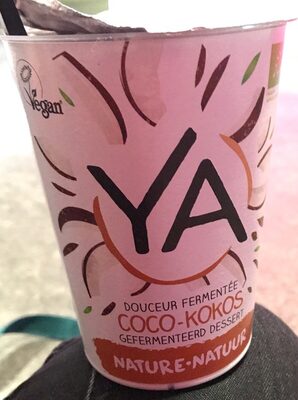 Vegan
YA
DOUCEUR FERMENTÉE
COCO-KOKOS
GEFERMENTEERD DESSERT
NATURE•NATUUR